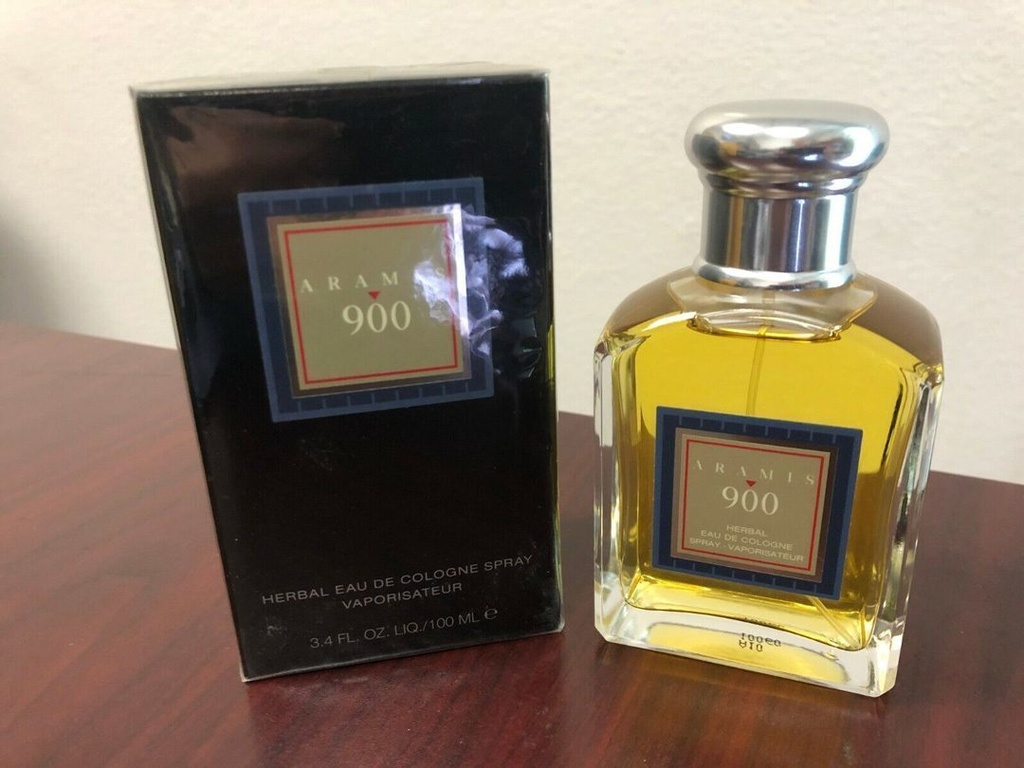 ARAMIS
900
HERBAL EAU DE COLOGNE SPRAY
VAPORISATEUR
3.4 FL. OZ. LIQ./100 ML ℮
ARAMIS
900
HERBAL
EAU DE COLOGNE
SPRAY - VAPORISATEUR
A10